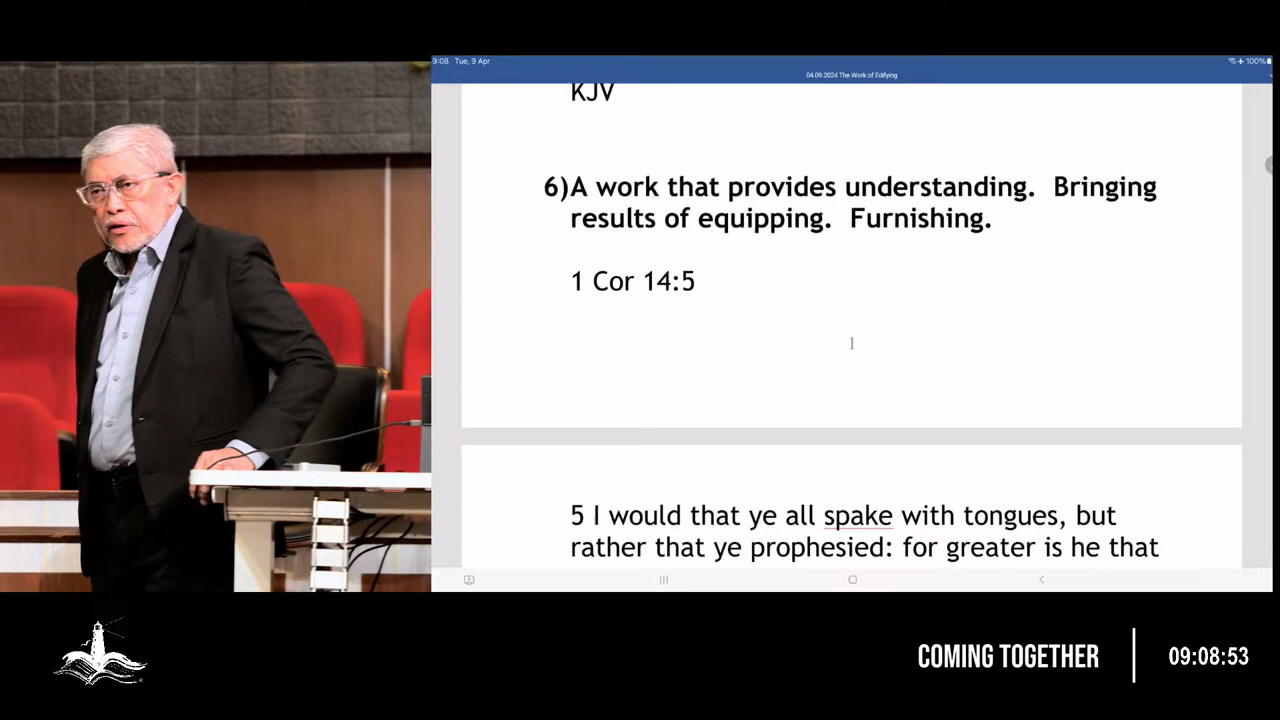 9:08 Tue, 9 Apr
100%
04.09.2024 The Work of Edifying
KJV
6)A work that provides understanding. Bringing
results of equipping. Furnishing.
1 Cor 14:5
1
5 I would that ye all spake with tongues, but
rather that ye prophesied: for greater is he that
COMING TOGETHER
09:08:53